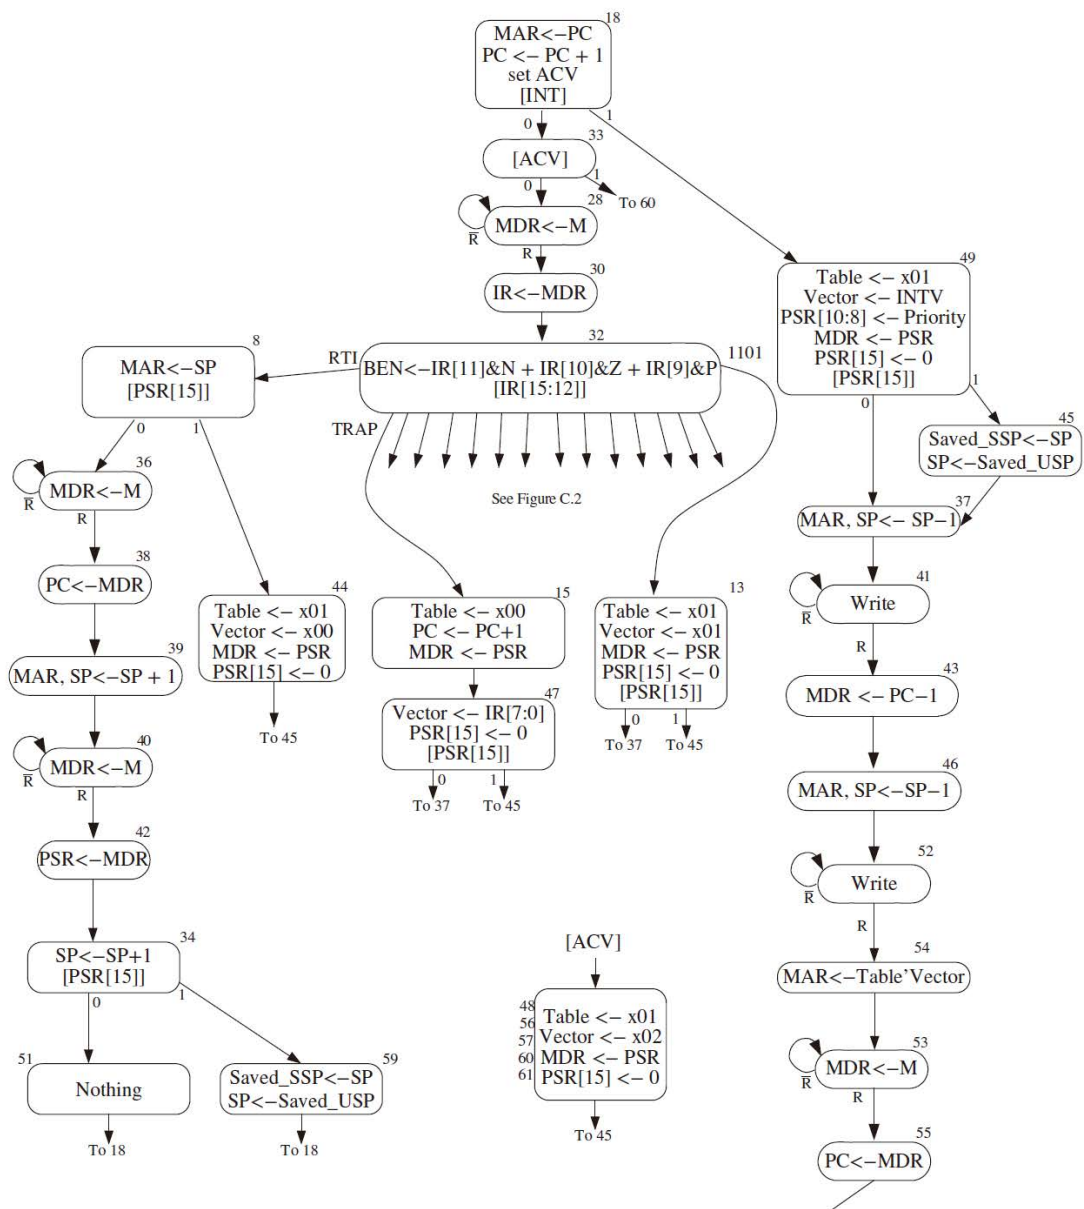 18
MAR<−PC
PC <− PC + 1
set ACV
[INT]
0
1
33
[ACV]
0
1
To 60
28
MDR<−M
R̅
R
30
IR<−MDR
32
BEN<−IR[11]&N + IR[10]&Z + IR[9]&P
[IR[15:12]]
RTI
1101
TRAP
See Figure C.2
8
MAR<−SP
[PSR[15]]
0
1
36
MDR<−M
R̅
R
38
PC<−MDR
39
MAR, SP<−SP + 1
40
MDR<−M
R̅
R
42
PSR<−MDR
34
SP<−SP+1
[PSR[15]]
0
1
51
Nothing
To 18
59
Saved_SSP<−SP
SP<−Saved_USP
To 18
44
Table <− x01
Vector <− x00
MDR <− PSR
PSR[15] <− 0
To 45
15
Table <− x00
PC <− PC+1
MDR <− PSR
47
Vector <− IR[7:0]
PSR[15] <− 0
[PSR[15]]
0
1
To 37
To 45
13
Table <− x01
Vector <− x01
MDR <− PSR
PSR[15] <− 0
[PSR[15]]
0
1
To 37
To 45
[ACV]
48
56
57
60
61
Table <− x01
Vector <− x02
MDR <− PSR
PSR[15] <− 0
To 45
49
Table <− x01
Vector <− INTV
PSR[10:8] <− Priority
MDR <− PSR
PSR[15] <− 0
[PSR[15]]
0
1
45
Saved_SSP<−SP
SP<−Saved_USP
37
MAR, SP<− SP−1
41
Write
R̅
R
43
MDR <− PC−1
46
MAR, SP<−SP−1
52
Write
R̅
R
54
MAR<−Table’Vector
53
MDR<−M
R̅
R
55
PC<−MDR